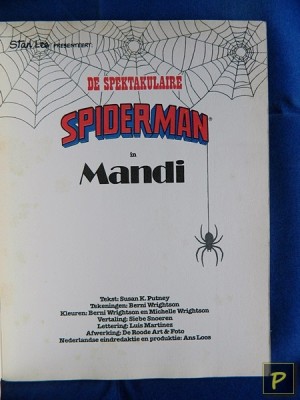 Stan Lee PRESENTEERT:
DE SPEKTAKULAIRE
SPIDERMAN®
in
Mandi
Tekst: Susan K. Putney
Tekeningen: Berni Wrightson
Kleuren: Berni Wrightson en Michelle Wrightson
Vertaling: Siebe Snoeren
Lettering: Luis Martinez
Afwerking: De Roode Art & Foto
Nederlandse eindredaktie en produktie: Ans Loos
P